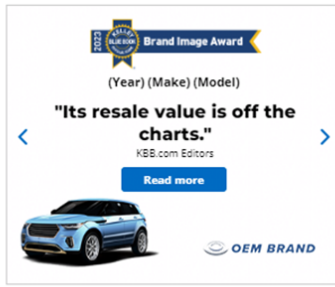 2023
KELLEY
BLUE BOOK
Brand Image Award
(Year) (Make) (Model)
"Its resale value is off the
charts."
KBB.com Editors
Read more
OEM BRAND